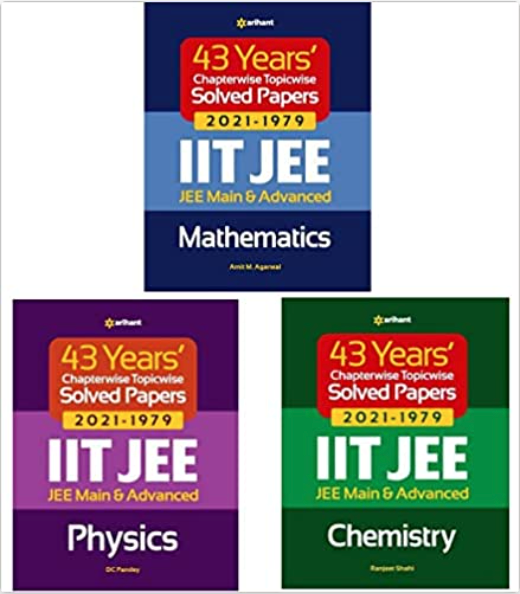 arihant
43 Years'
Chapterwise Topicwise
Solved Papers
2021-1979
IIT JEE
JEE Main & Advanced
Mathematics
Amit M. Agarwal
arihant
43 Years'
Chapterwise Topicwise
Solved Papers
2021-1979
IIT JEE
JEE Main & Advanced
Physics
DC Pandey
arihant
43 Years'
Chapterwise Topicwise
Solved Papers
2021-1979
IIT JEE
JEE Main & Advanced
Chemistry
Ranjeet Shahi